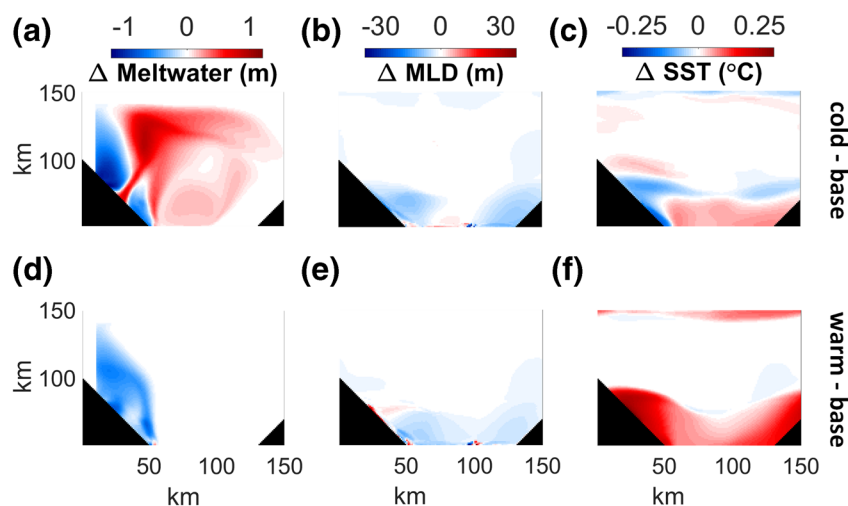 (a) -1 0 1
Δ Meltwater (m)
(b) -30 0 30
Δ MLD (m)
(c) -0.25 0 0.25
Δ SST (°C)
150
100
km
cold - base
(d)
(e)
(f)
150
100
km
warm - base
50 100 150
km
50 100 150
km
50 100 150
km